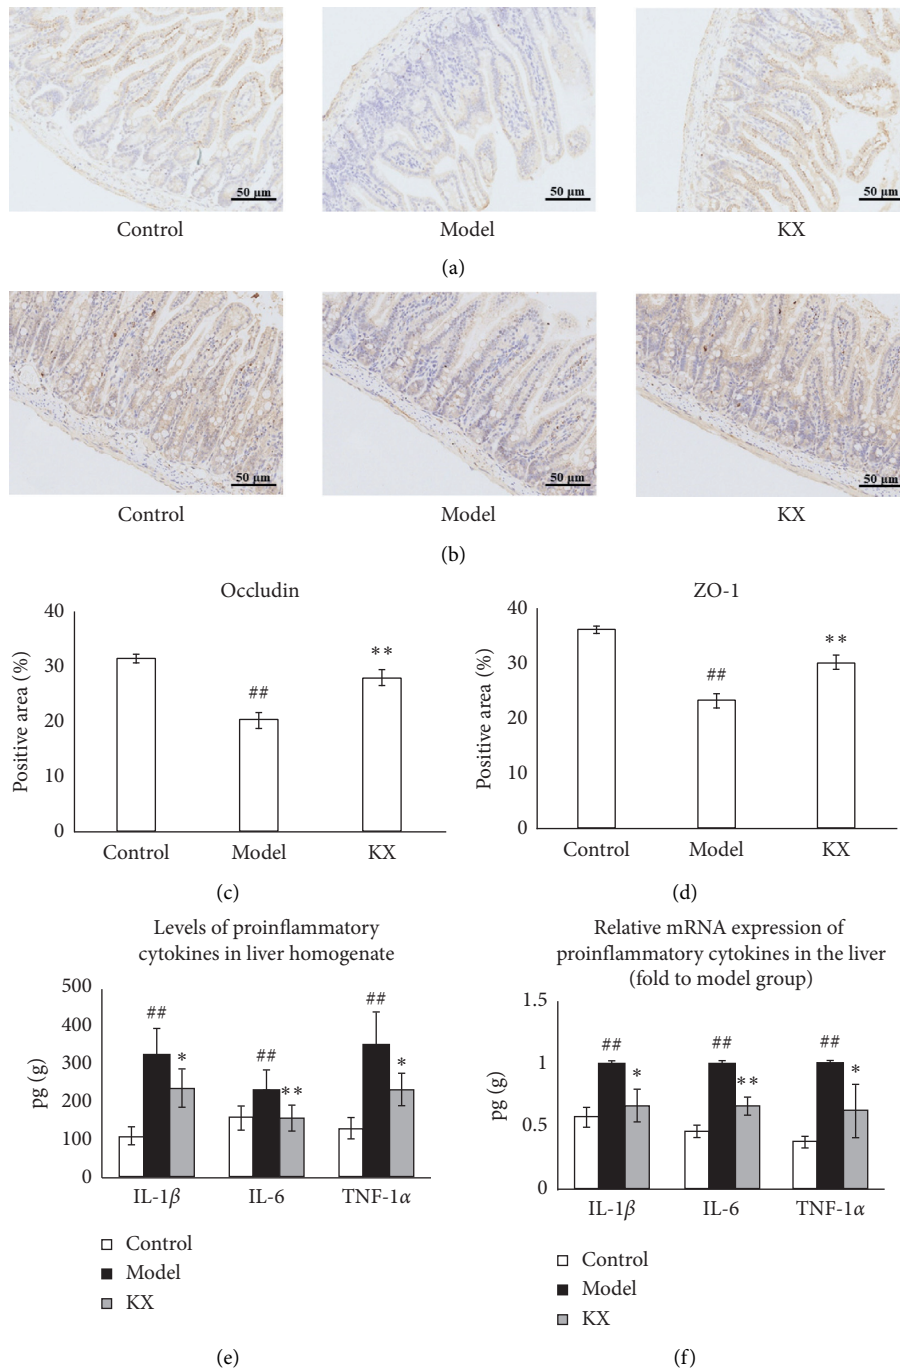 50 μm
50 μm
50 μm
Control
Model
KX
(a)
50 μm
50 μm
50 μm
Control
Model
KX
(b)
Occludin
Positive area (%)
40
30
20
10
0
##
**
Control
Model
KX
(c)
ZO-1
Positive area (%)
40
30
20
10
0
##
**
Control
Model
KX
(d)
Levels of proinflammatory
cytokines in liver homogenate
pg (g)
500
400
300
200
100
0
##
*
##
**
##
*
IL-1β
IL-6
TNF-1α
Control
Model
KX
(e)
Relative mRNA expression of
proinflammatory cytokines in the liver
(fold to model group)
pg (g)
1.5
1
0.5
0
##
*
##
**
##
*
IL-1β
IL-6
TNF-1α
Control
Model
KX
(f)